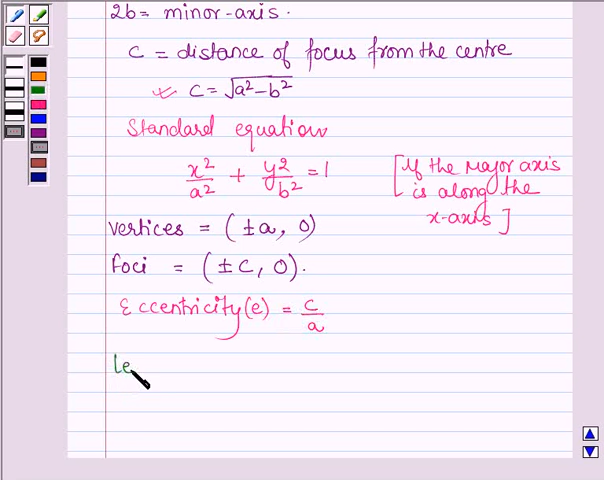 2b = minor-axis.
c = distance of focus from the centre
c = √a²-b²
Standard equation
x²/a² + y²/b² = 1 [If the Major axis is along the x-axis]
vertices = (±a, 0)
foci = (±c, 0).
Eccentricity(e) = c/a
Le